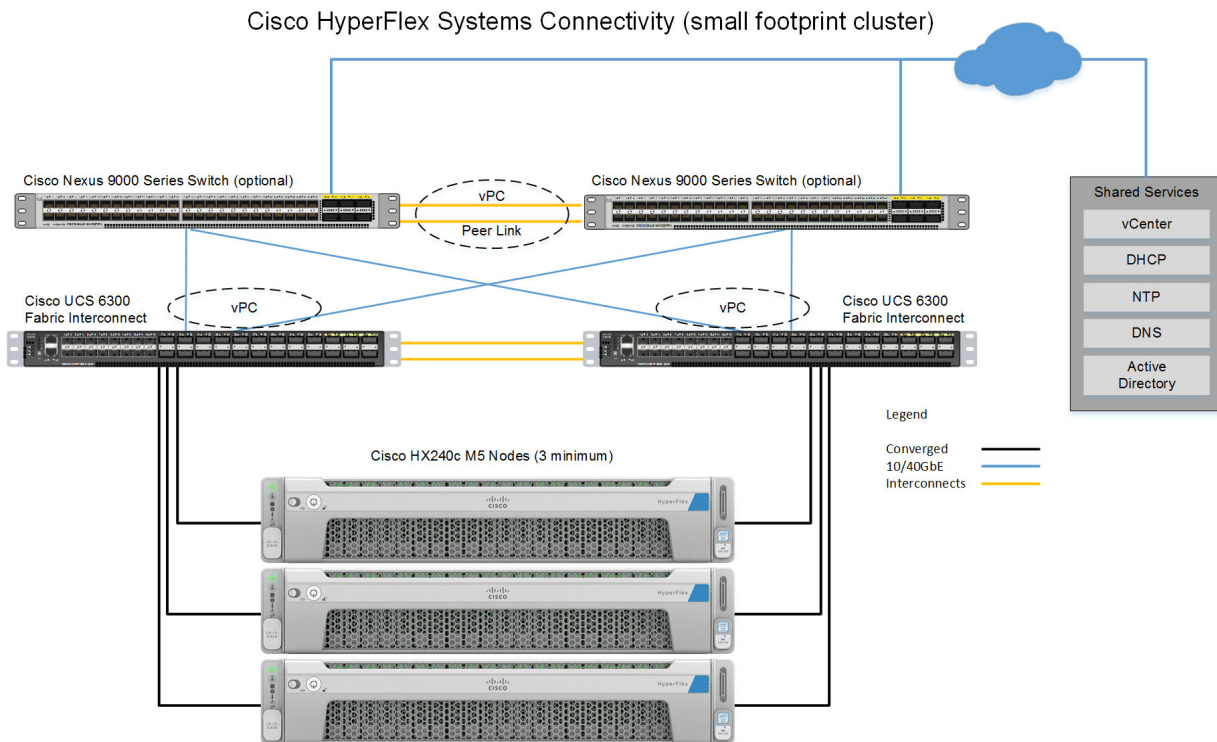 Cisco HyperFlex Systems Connectivity (small footprint cluster)
Cisco Nexus 9000 Series Switch (optional)
vPC
Peer Link
Cisco Nexus 9000 Series Switch (optional)
Shared Services
vCenter
DHCP
NTP
DNS
Active
Directory
Cisco UCS 6300
Fabric Interconnect
vPC
vPC
Cisco UCS 6300
Fabric Interconnect
Legend
Converged
10/40GbE
Interconnects
Cisco HX240c M5 Nodes (3 minimum)
CISCO
HyperFlex
CISCO
HyperFlex
CISCO
HyperFlex